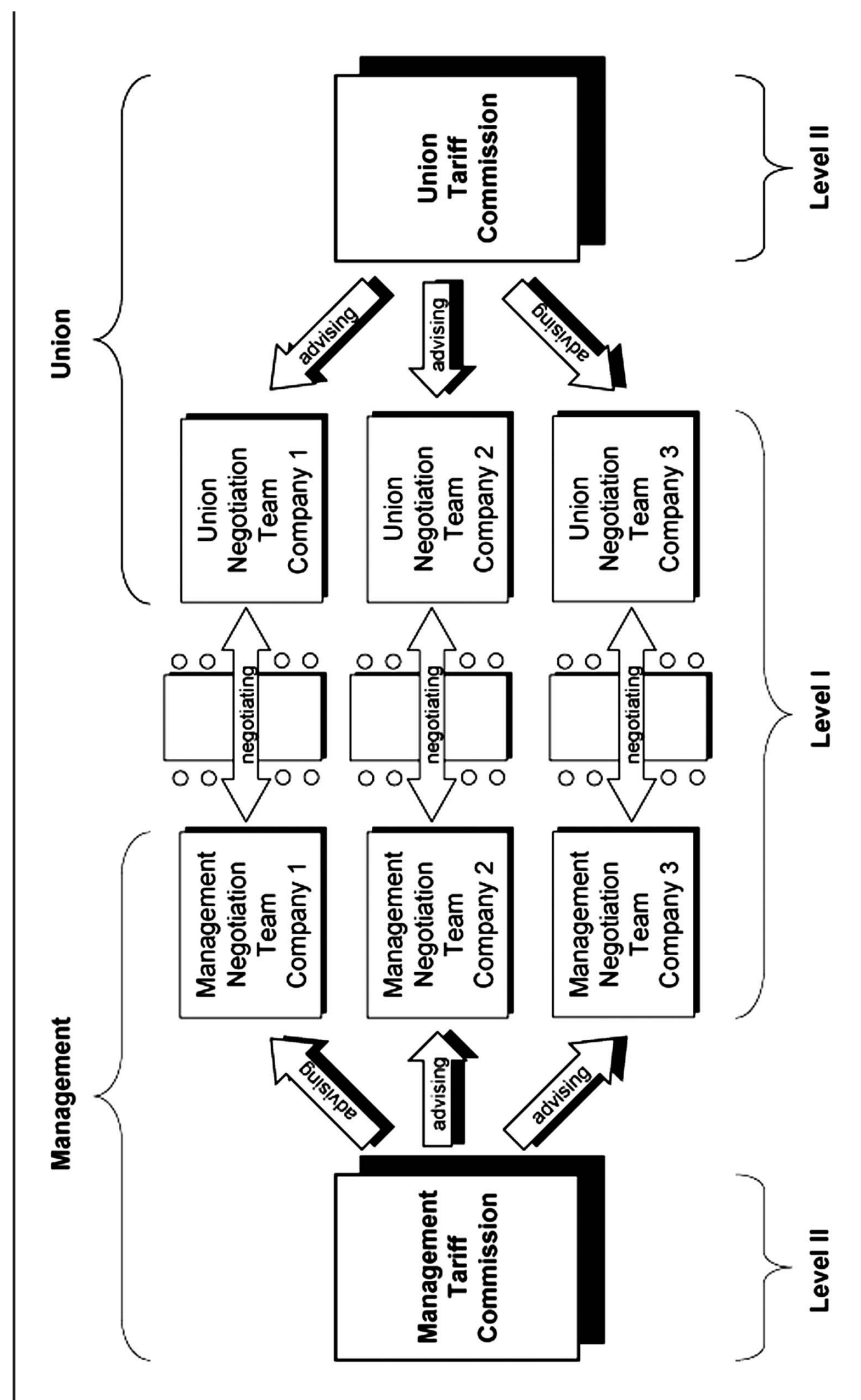 Management
Union
Management
Tariff
Commission
advising
advising
advising
Management
Negotiation
Team
Company 1
Management
Negotiation
Team
Company 2
Management
Negotiation
Team
Company 3
negotiating
negotiating
negotiating
Union
Negotiation
Team
Company 1
Union
Negotiation
Team
Company 2
Union
Negotiation
Team
Company 3
advising
advising
advising
Union
Tariff
Commission
Level II
Level I
Level II